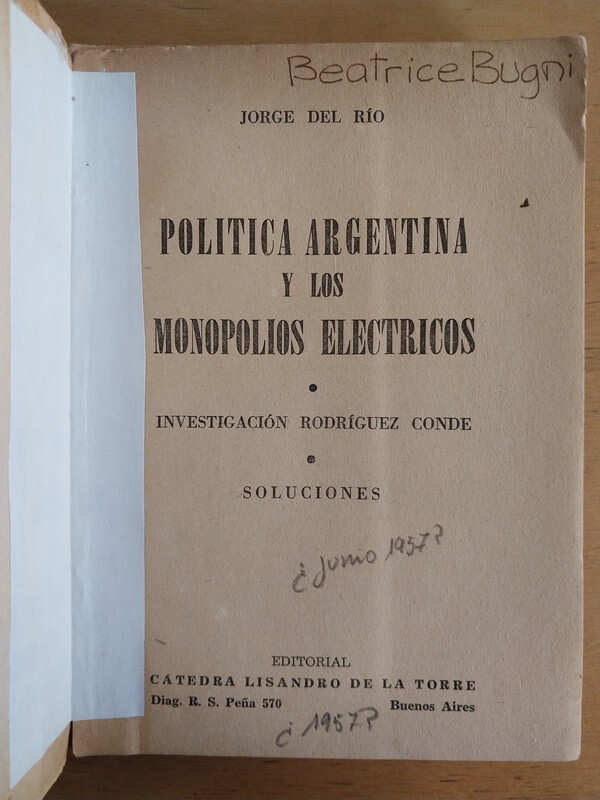 Beatrice Bugni
JORGE DEL RÍO
POLITICA ARGENTINA
Y LOS
MONOPOLIOS ELECTRICOS
INVESTIGACIÓN RODRÍGUEZ CONDE
SOLUCIONES
¿junio 1957?
EDITORIAL
CÁTEDRA LISANDRO DE LA TORRE
Diag. R. S. Peña 570 Buenos Aires
¿1957?